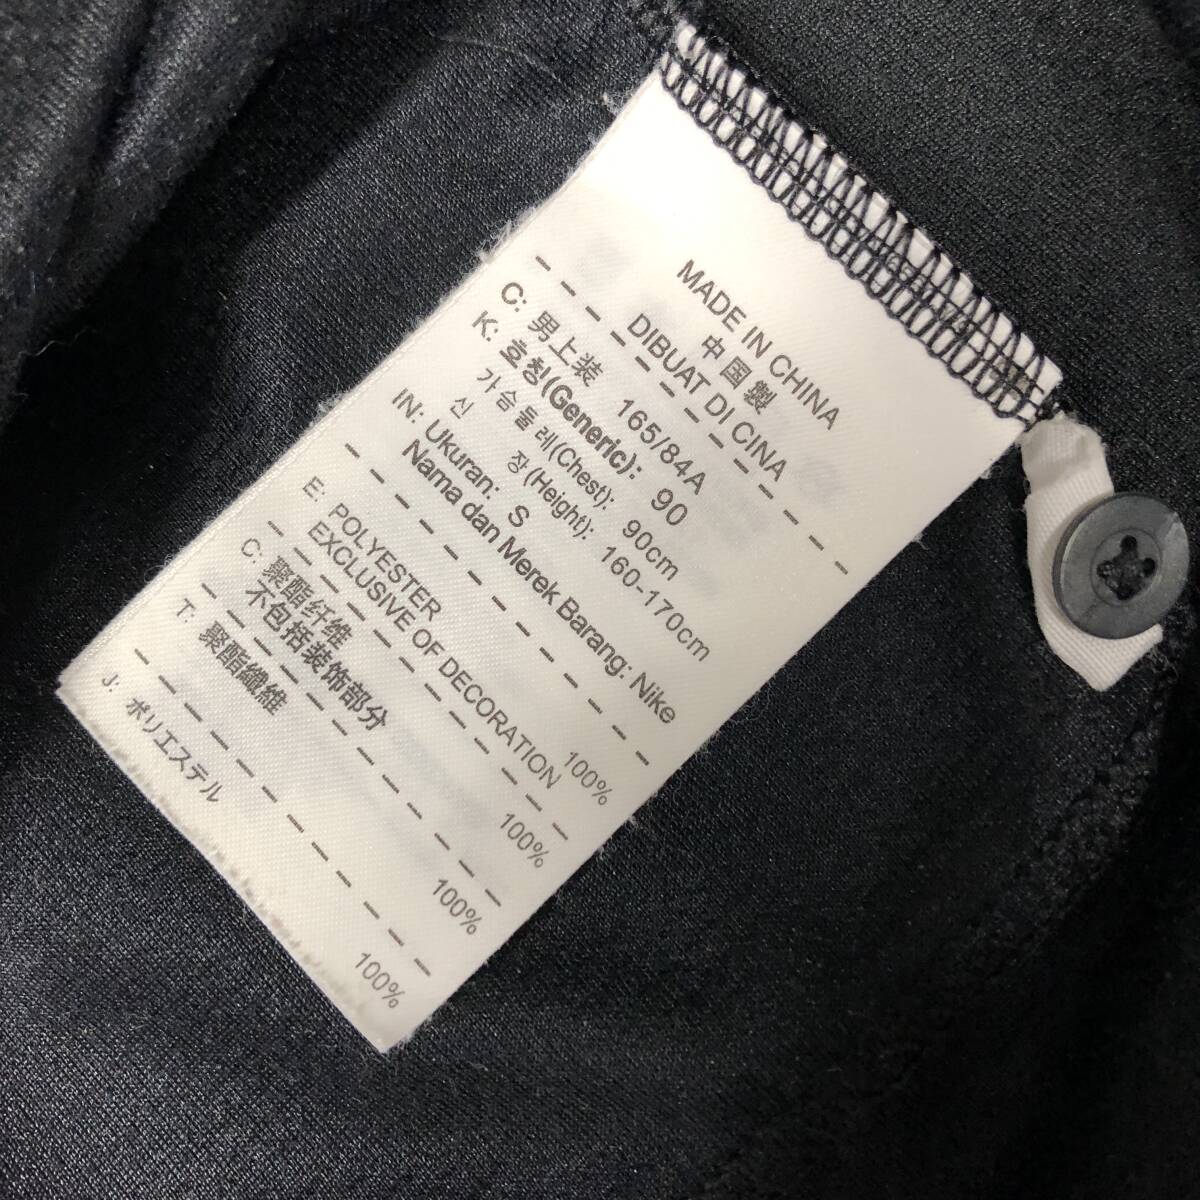 MADE IN CHINA
中国製
DIBUAT DI CINA
C: 男上装 165/84A
K: 호칭(Generic): 90
가슴둘레(Chest): 90cm
신 장(Height): 160-170cm
IN: Ukuran: S
Nama dan Merek Barang: Nike
E: POLYESTER 100%
EXCLUSIVE OF DECORATION
C: 聚酯纤维 100%
不包括装饰部分
T: 聚酯纖維 100%
J: ポリエステル 100%